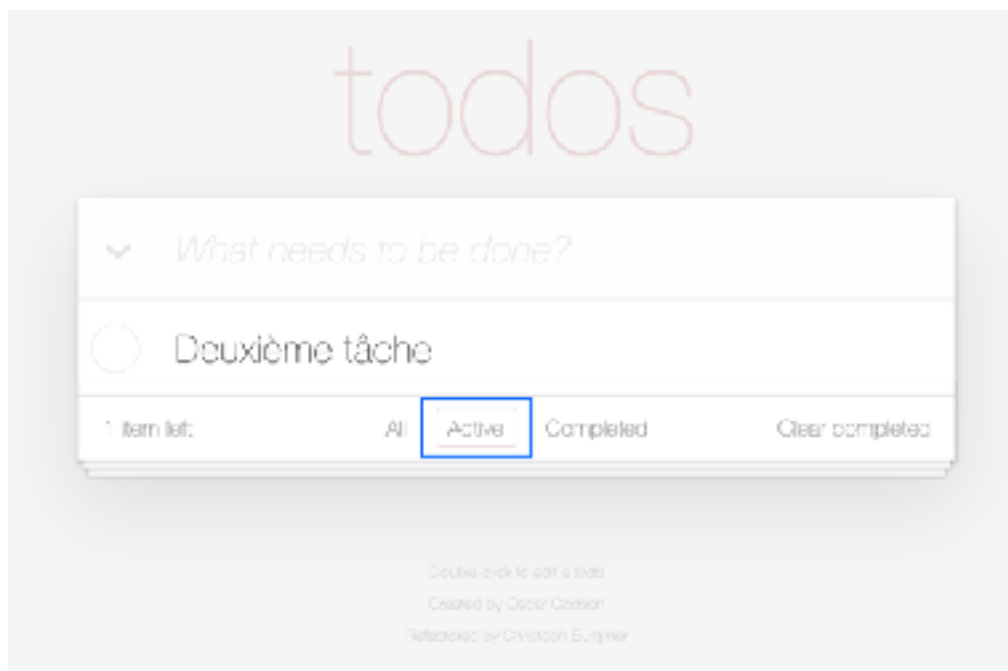 todos
What needs to be done?
Deuxième tâche
1 item left All Active Completed Clear completed
Double-click to edit a todo
Created by Oscar Godson
Refactored by Christoph Burgmer